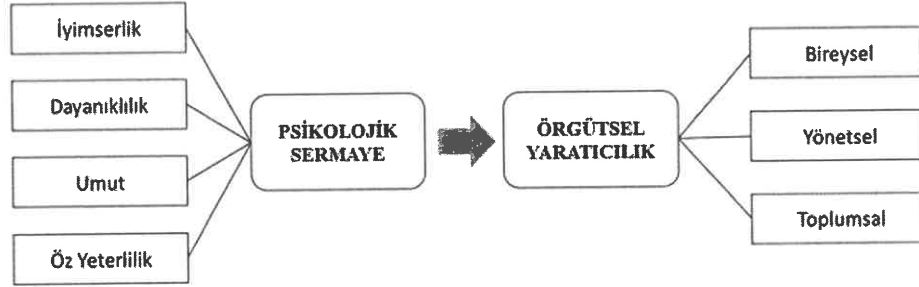 İyimserlik
Dayanıklılık
Umut
Öz Yeterlilik
PSİKOLOJİK
SERMAYE
ÖRGÜTSEL
YARATICILIK
Bireysel
Yönetsel
Toplumsal